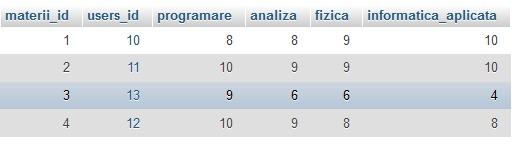 materii_id users_id programare analiza fizica informatica_aplicata
1 10 8 8 9 10
2 11 10 9 9 10
3 13 9 6 6 4
4 12 10 9 8 8